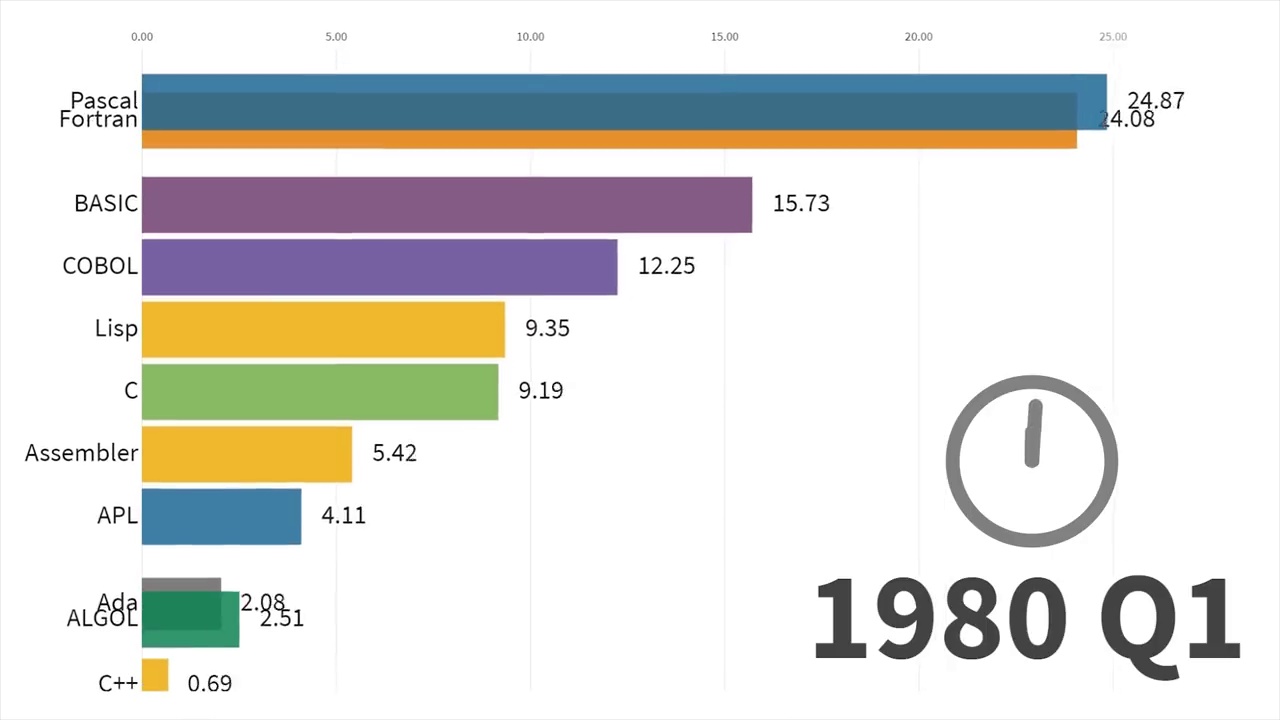 0.00 5.00 10.00 15.00 20.00 25.00
Pascal 24.87
Fortran 24.08
BASIC 15.73
COBOL 12.25
Lisp 9.35
C 9.19
Assembler 5.42
APL 4.11
Ada 2.08
ALGOL 2.51
C++ 0.69
1980 Q1